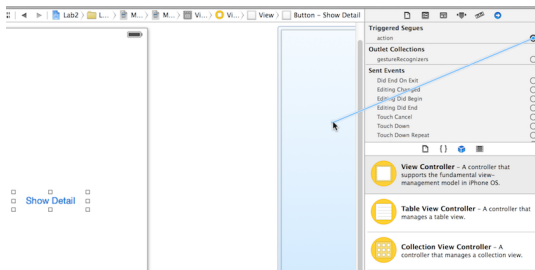 Lab2 L... M... M... Vi... Vi... View Button – Show Detail
Triggered Segues
action
Outlet Collections
gestureRecognizers
Sent Events
Did End On Exit
Editing Changed
Editing Did Begin
Editing Did End
Touch Cancel
Touch Down
Touch Down Repeat
{}
View Controller – A controller that
supports the fundamental view-
management model in iPhone OS.
Show Detail
Table View Controller – A controller that
manages a table view.
Collection View Controller – A
controller that manages a collection view.